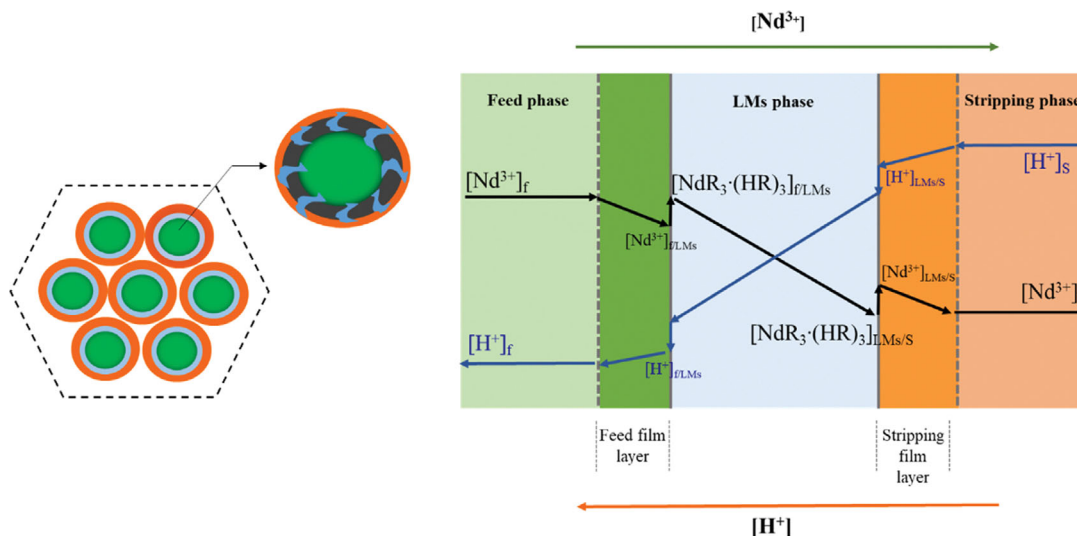 [Nd³⁺]
Feed phase
LMs phase
Stripping phase
[H⁺]S
[H⁺]LMs/S
[Nd³⁺]f
[NdR₃·(HR)₃]f/LMs
[Nd³⁺]f/LMs
[Nd³⁺]LMs/S
[Nd³⁺]
[NdR₃·(HR)₃]LMs/S
[H⁺]f
[H⁺]f/LMs
Feed film
layer
Stripping
film
layer
[H⁺]